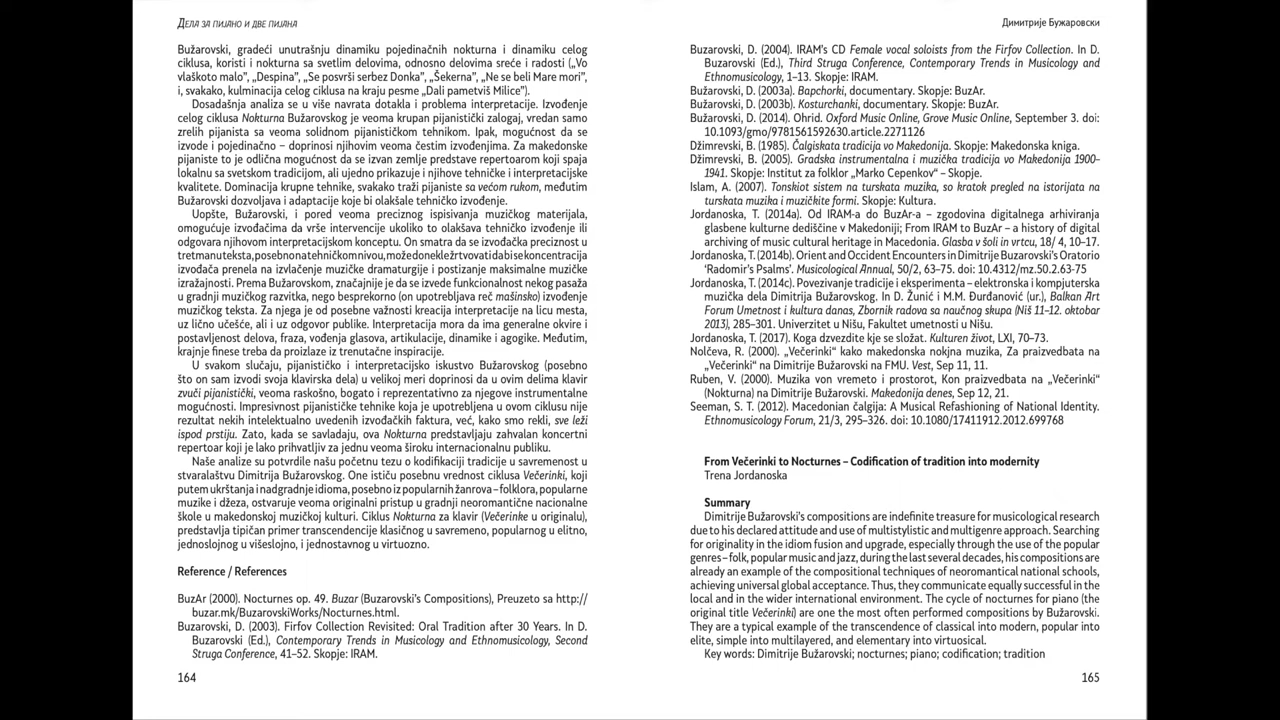 Дела за пијано и две пијана
Bužarovski, gradeći unutrašnju dinamiku pojedinačnih nokturna i dinamiku celog
ciklusa, koristi i nokturna sa svetlim delovima, odnosno delovima sreće i radosti („Vo
vlaškoto malo”, „Despina”, „Se posvrši serbez Donka”, „Šekerna”, „Ne se beli Mare mori”,
i, svakako, kulminacija celog ciklusa na kraju pesme „Dali pametviš Milice”).
Dosadašnja analiza se u više navrata dotakla i problema interpretacije. Izvođenje
celog ciklusa Nokturna Bužarovskog je veoma krupan pijanistički zalogaj, vredan samo
zrelih pijanista sa veoma solidnom pijanističkom tehnikom. Ipak, mogućnost da se
izvode i pojedinačno – doprinosi njihovim veoma čestim izvođenjima. Za makedonske
pijaniste to je odlična mogućnost da se izvan zemlje predstave repertoarom koji spaja
lokalnu sa svetskom tradicijom, ali ujedno prikazuje i njihove tehničke i interpretacijske
kvalitete. Dominacija krupne tehnike, svakako traži pijaniste sa većom rukom, međutim
Bužarovski dozvoljava i adaptacije koje bi olakšale tehničko izvođenje.
Uopšte, Bužarovski, i pored veoma preciznog ispisivanja muzičkog materijala,
omogućuje izvođačima da vrše intervencije ukoliko to olakšava tehničko izvođenje ili
odgovara njihovom interpretacijskom konceptu. On smatra da se izvođačka preciznost u
tretmanu teksta, posebno na tehničkom nivou, može donekle žrtvovati da bi se koncentracija
izvođača prenela na izvlačenje muzičke dramaturgije i postizanje maksimalne muzičke
izražajnosti. Prema Bužarovskom, značajnije je da se izvede funkcionalnost nekog pasaža
u gradnji muzičkog razvitka, nego besprekorno (on upotrebljava reč mašinsko) izvođenje
muzičkog teksta. Za njega je od posebne važnosti kreacija interpretacije na licu mesta,
uz lično učešće, ali i uz odgovor publike. Interpretacija mora da ima generalne okvire i
postavljenost delova, fraza, vođenja glasova, artikulacije, dinamike i agogike. Međutim,
krajnje finese treba da proizlaze iz trenutačne inspiracije.
U svakom slučaju, pijanističko i interpretacijsko iskustvo Bužarovskog (posebno
što on sam izvodi svoja klavirska dela) u velikoj meri doprinosi da u ovim delima klavir
zvuči pijanistički, veoma raskošno, bogato i reprezentativno za njegove instrumentalne
mogućnosti. Impresivnost pijanističke tehnike koja je upotrebljena u ovom ciklusu nije
rezultat nekih intelektualno uvedenih izvođačkih faktura, već, kako smo rekli, sve leži
ispod prstiju. Zato, kada se savladaju, ova Nokturna predstavljaju zahvalan koncertni
repertoar koji je lako prihvatljiv za jednu veoma široku internacionalnu publiku.
Naše analize su potvrdile našu početnu tezu o kodifikaciji tradicije u savremenost u
stvaralaštvu Dimitrija Bužarovskog. One ističu posebnu vrednost ciklusa Večerinki, koji
putem ukrštanja i nadgradnje idioma, posebno iz popularnih žanrova – folklora, popularne
muzike i džeza, ostvaruje veoma originalni pristup u gradnji neoromantične nacionalne
škole u makedonskoj muzičkoj kulturi. Ciklus Nokturna za klavir (Večerinke u originalu),
predstavlja tipičan primer transcendencije klasičnog u savremeno, popularnog u elitno,
jednoslojnog u višeslojno, i jednostavnog u virtuozno.
Reference / References
BuzAr (2000). Nocturnes op. 49. Buzar (Buzarovski's Compositions), Preuzeto sa http://
buzar.mk/BuzarovskiWorks/Nocturnes.html.
Buzarovski, D. (2003). Firfov Collection Revisited: Oral Tradition after 30 Years. In D.
Buzarovski (Ed.), Contemporary Trends in Musicology and Ethnomusicology, Second
Struga Conference, 41–52. Skopje: IRAM.
164
Димитрије Бужаровски
Buzarovski, D. (2004). IRAM's CD Female vocal soloists from the Firfov Collection. In D.
Buzarovski (Ed.), Third Struga Conference, Contemporary Trends in Musicology and
Ethnomusicology, 1–13. Skopje: IRAM.
Bužarovski, D. (2003a). Bapchorki, documentary. Skopje: BuzAr.
Bužarovski, D. (2003b). Kosturchanki, documentary. Skopje: BuzAr.
Bužarovski, D. (2014). Ohrid. Oxford Music Online, Grove Music Online, September 3. doi:
10.1093/gmo/9781561592630.article.2271126
Džimrevski, B. (1985). Čalgiskata tradicija vo Makedonija. Skopje: Makedonska kniga.
Džimrevski, B. (2005). Gradska instrumentalna i muzička tradicija vo Makedonija 1900–
1941. Skopje: Institut za folklor „Marko Cepenkov“ – Skopje.
Islam, A. (2007). Tonskiot sistem na turskata muzika, so kratok pregled na istorijata na
turskata muzika i muzičkite formi. Skopje: Kultura.
Jordanoska, T. (2014a). Od IRAM-a do BuzAr-a – zgodovina digitalnega arhiviranja
glasbene kulturne dediščine v Makedoniji; From IRAM to BuzAr – a history of digital
archiving of music cultural heritage in Macedonia. Glasba v šoli in vrtcu, 18/ 4, 10–17.
Jordanoska, T. (2014b). Orient and Occident Encounters in Dimitrije Buzarovski's Oratorio
‘Radomir's Psalms’. Musicological Annual, 50/2, 63–75. doi: 10.4312/mz.50.2.63-75
Jordanoska, T. (2014c). Povezivanje tradicije i eksperimenta – elektronska i kompjuterska
muzička dela Dimitrija Bužarovskog. In D. Žunić i M.M. Đurđanović (ur.), Balkan Art
Forum Umetnost i kultura danas, Zbornik radova sa naučnog skupa (Niš 11–12. oktobar
2013), 285–301. Univerzitet u Nišu, Fakultet umetnosti u Nišu.
Jordanoska, T. (2017). Koga dzvezdite kje se složat. Kulturen život, LXI, 70–73.
Nolčeva, R. (2000). „Večerinki“ kako makedonska nokjna muzika, Za praizvedbata na
„Večerinki“ na Dimitrije Bužarovski na FMU. Vest, Sep 11, 11.
Ruben, V. (2000). Muzika von vremeto i prostorot, Kon praizvedbata na „Večerinki“
(Nokturna) na Dimitrije Bužarovski. Makedonija denes, Sep 12, 21.
Seeman, S. T. (2012). Macedonian čalgija: A Musical Refashioning of National Identity.
Ethnomusicology Forum, 21/3, 295–326. doi: 10.1080/17411912.2012.699768
From Večerinki to Nocturnes – Codification of tradition into modernity
Trena Jordanoska
Summary
Dimitrije Bužarovski's compositions are indefinite treasure for musicological research
due to his declared attitude and use of multistylistic and multigenre approach. Searching
for originality in the idiom fusion and upgrade, especially through the use of the popular
genres – folk, popular music and jazz, during the last several decades, his compositions are
already an example of the compositional techniques of neoromantical national schools,
achieving universal global acceptance. Thus, they communicate equally successful in the
local and in the wider international environment. The cycle of nocturnes for piano (the
original title Večerinki) are one the most often performed compositions by Bužarovski.
They are a typical example of the transcendence of classical into modern, popular into
elite, simple into multilayered, and elementary into virtuosical.
Key words: Dimitrije Bužarovski; nocturnes; piano; codification; tradition
165